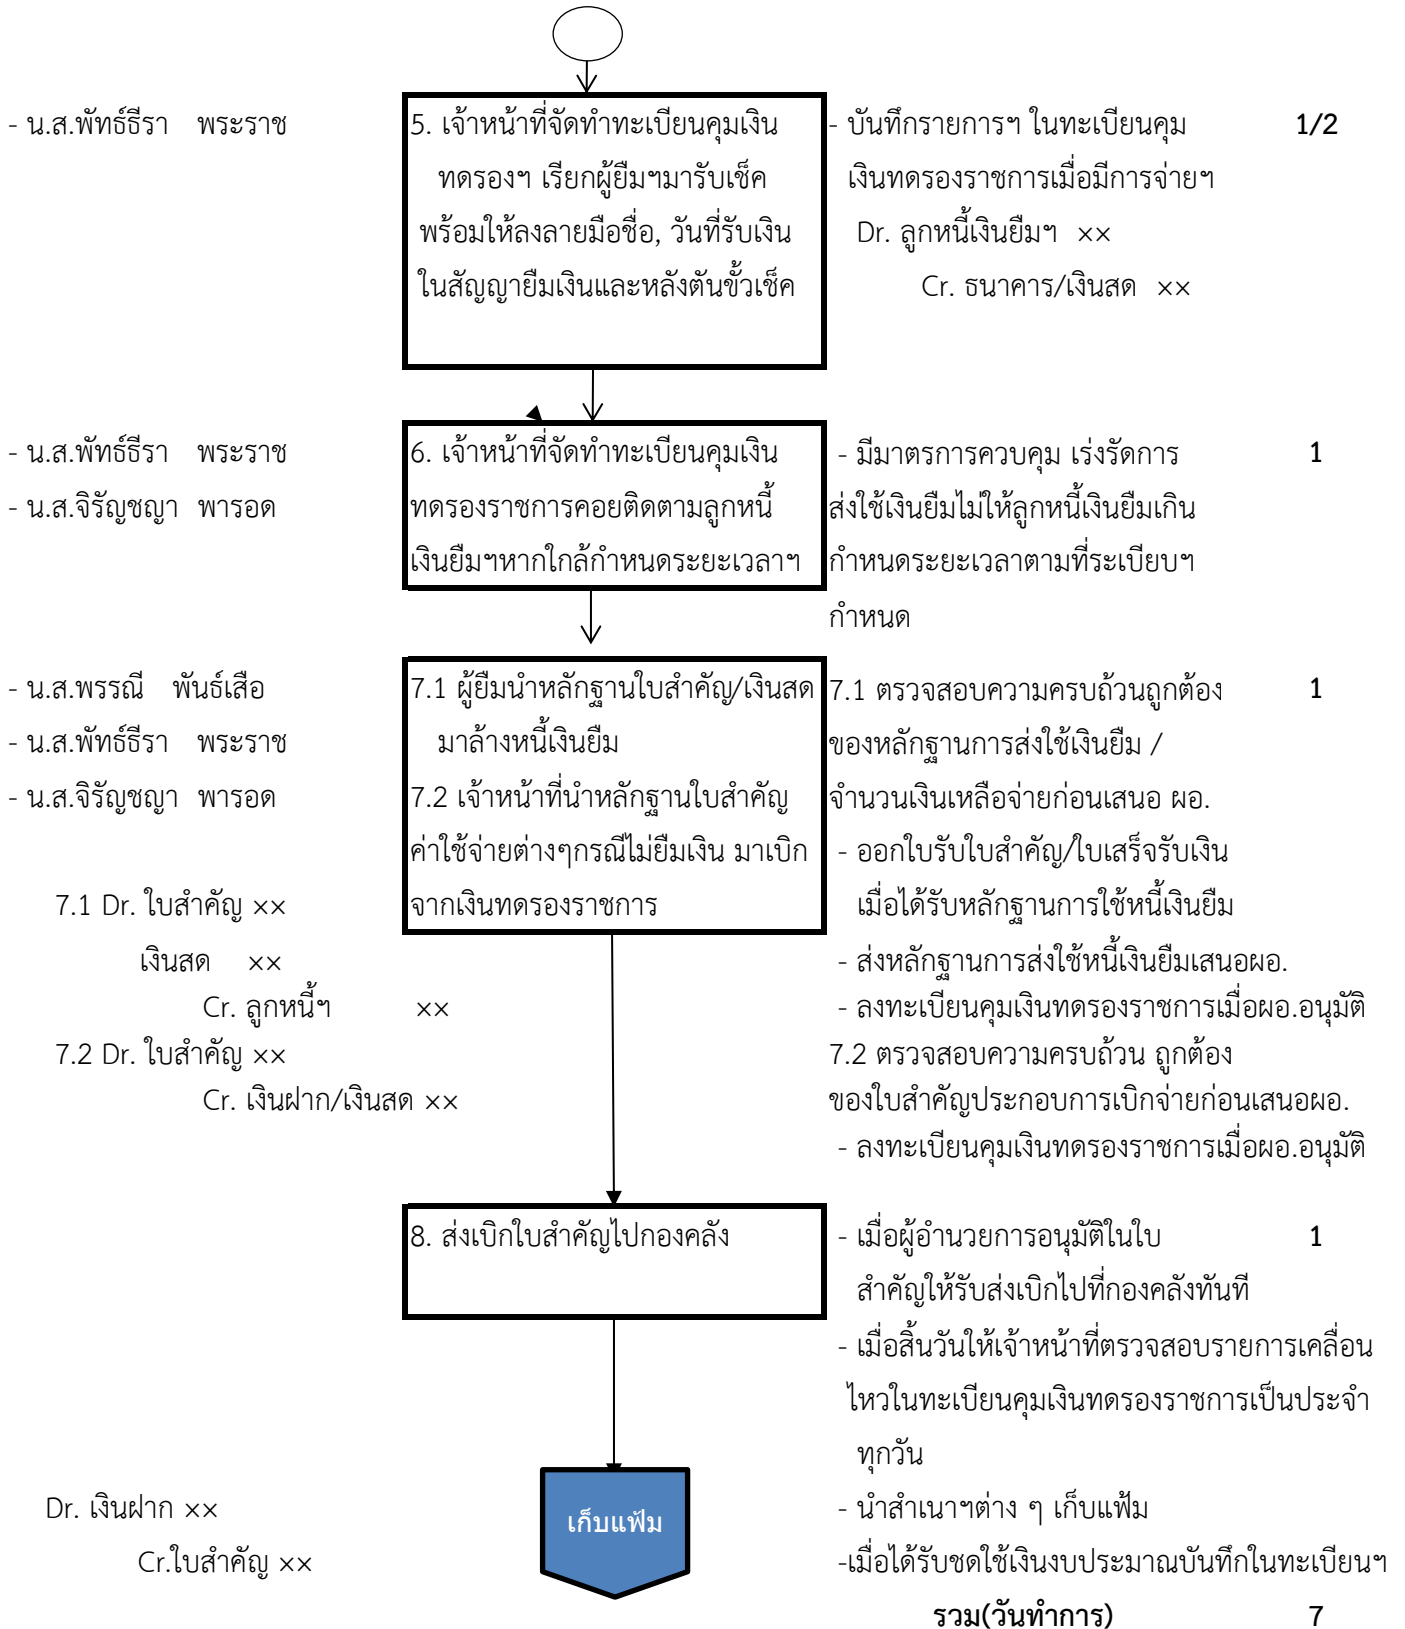 - น.ส.พัทธ์ธีรา พระราช
5. เจ้าหน้าที่จัดทำทะเบียนคุมเงิน
ทดรองฯ เรียกผู้ยืมฯมารับเช็ค
พร้อมให้ลงลายมือชื่อ, วันที่รับเงิน
ในสัญญายืมเงินและหลังต้นขั้วเช็ค
- บันทึกรายการฯ ในทะเบียนคุม
เงินทดรองราชการเมื่อมีการจ่ายฯ
Dr. ลูกหนี้เงินยืมฯ ××
Cr. ธนาคาร/เงินสด ××
1/2
- น.ส.พัทธ์ธีรา พระราช
- น.ส.จิรัญชญา พารอด
6. เจ้าหน้าที่จัดทำทะเบียนคุมเงิน
ทดรองราชการคอยติดตามลูกหนี้
เงินยืมฯหากใกล้กำหนดระยะเวลาฯ
- มีมาตรการควบคุม เร่งรัดการ
ส่งใช้เงินยืมไม่ให้ลูกหนี้เงินยืมเกิน
กำหนดระยะเวลาตามที่ระเบียบฯ
กำหนด
1
- น.ส.พรรณี พันธ์เสือ
- น.ส.พัทธ์ธีรา พระราช
- น.ส.จิรัญชญา พารอด
7.1 Dr. ใบสำคัญ ××
เงินสด ××
Cr. ลูกหนี้ฯ ××
7.2 Dr. ใบสำคัญ ××
Cr. เงินฝาก/เงินสด ××
7.1 ผู้ยืมนำหลักฐานใบสำคัญ/เงินสด
มาล้างหนี้เงินยืม
7.2 เจ้าหน้าที่นำหลักฐานใบสำคัญ
ค่าใช้จ่ายต่างๆกรณีไม่ยืมเงิน มาเบิก
จากเงินทดรองราชการ
7.1 ตรวจสอบความครบถ้วนถูกต้อง
ของหลักฐานการส่งใช้เงินยืม /
จำนวนเงินเหลือจ่ายก่อนเสนอ ผอ.
- ออกใบรับใบสำคัญ/ใบเสร็จรับเงิน
เมื่อได้รับหลักฐานการใช้หนี้เงินยืม
- ส่งหลักฐานการส่งใช้หนี้เงินยืมเสนอผอ.
- ลงทะเบียนคุมเงินทดรองราชการเมื่อผอ.อนุมัติ
7.2 ตรวจสอบความครบถ้วน ถูกต้อง
ของใบสำคัญประกอบการเบิกจ่ายก่อนเสนอผอ.
- ลงทะเบียนคุมเงินทดรองราชการเมื่อผอ.อนุมัติ
1
8. ส่งเบิกใบสำคัญไปกองคลัง
- เมื่อผู้อำนวยการอนุมัติในใบ
สำคัญให้รับส่งเบิกไปที่กองคลังทันที
- เมื่อสิ้นวันให้เจ้าหน้าที่ตรวจสอบรายการเคลื่อน
ไหวในทะเบียนคุมเงินทดรองราชการเป็นประจำ
ทุกวัน
1
Dr. เงินฝาก ××
Cr.ใบสำคัญ ××
เก็บแฟ้ม
- นำสำเนาฯต่าง ๆ เก็บแฟ้ม
-เมื่อได้รับชดใช้เงินงบประมาณบันทึกในทะเบียนฯ
รวม(วันทำการ) 7